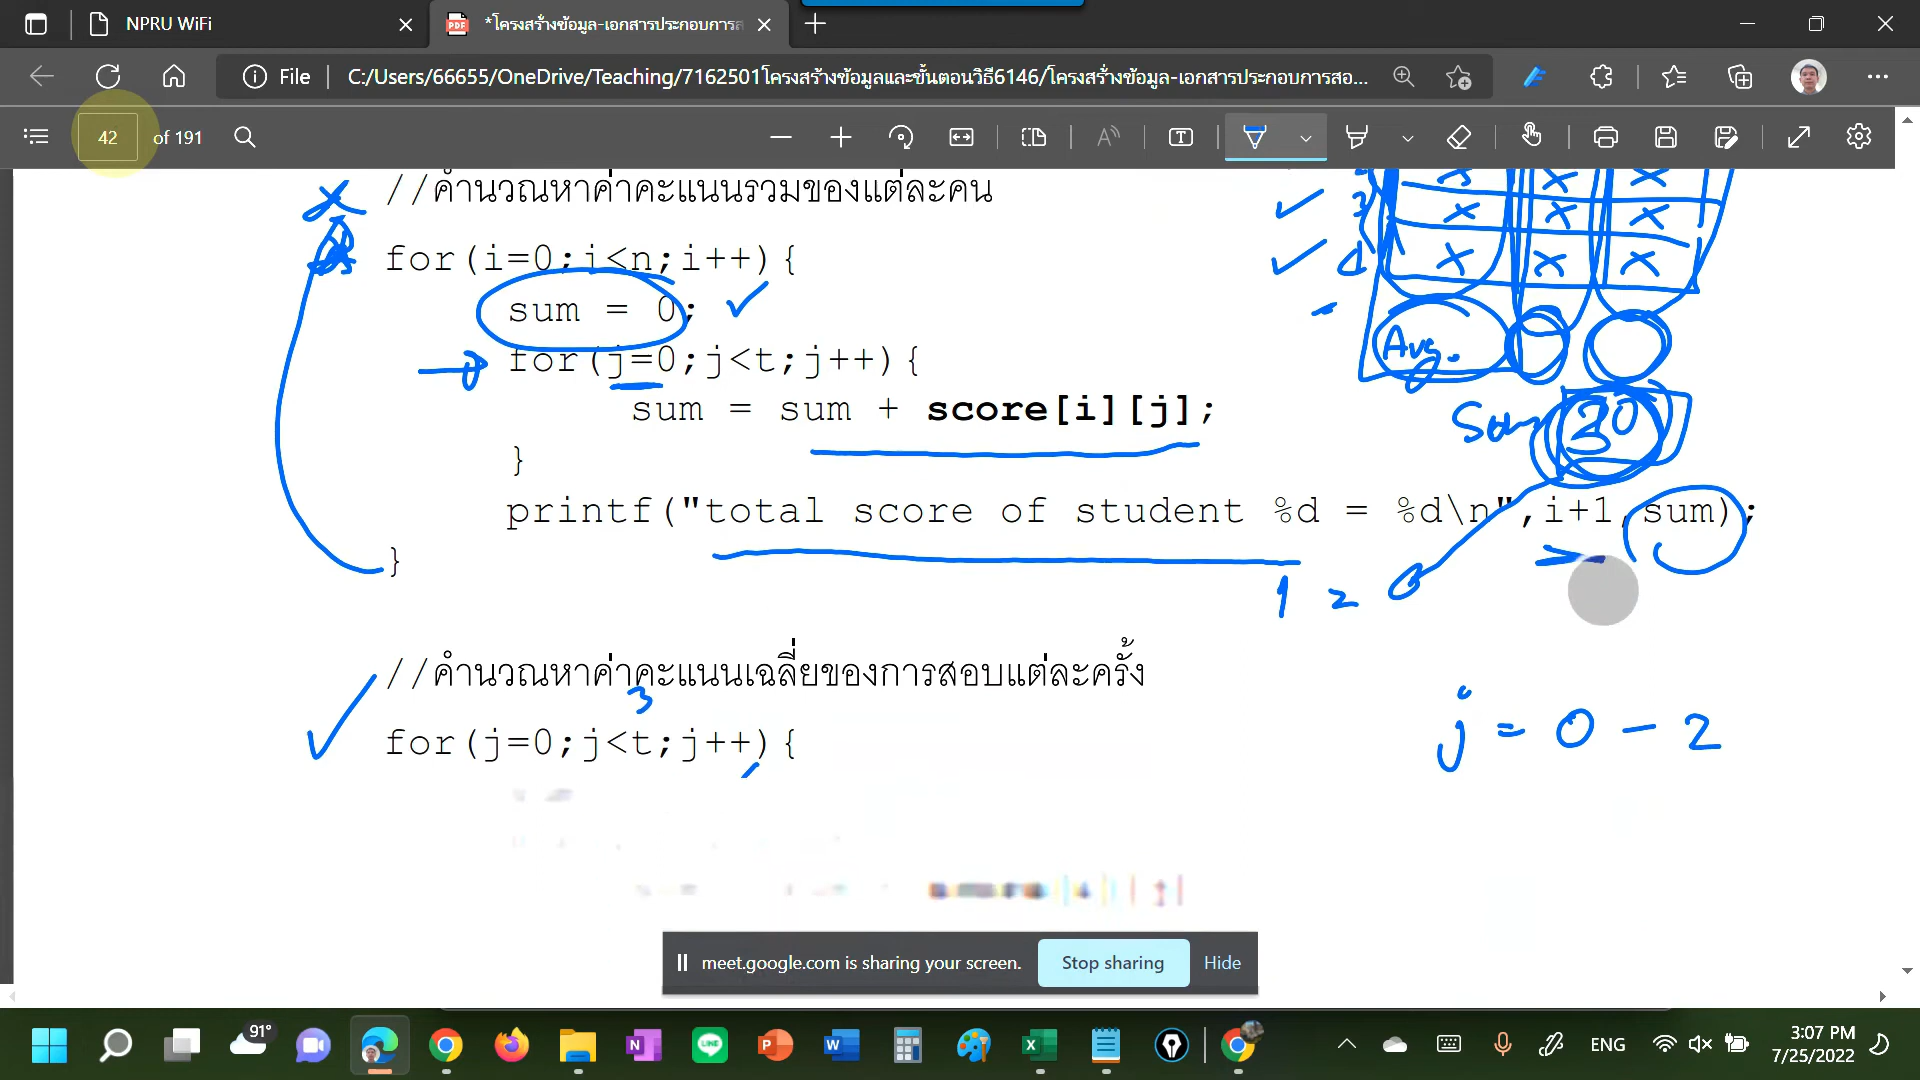 NPRU WiFi
*โครงสร้่างข้อมูล-เอกสารประกอบการส
File
C:/Users/66655/OneDrive/Teaching/7162501โครงสร้างข้อมูลและขั้นตอนวิธี6146/โครงสร้่างข้อมูล-เอกสารประกอบการสอ...
42 of 191
//คำนวณหาค่าคะแนนรวมของแต่ละคน
for(i=0;i<n;i++){
sum = 0;
for(j=0;j<t;j++){
sum = sum + score[i][j];
}
printf("total score of student %d = %d\n",i+1,sum);
}
Avg.
Sum 30
1 =
//คำนวณหาค่าคะแนนเฉลี่ยของการสอบแต่ละครั้ง
3
for(j=0;j<t;j++){
j = 0 - 2
meet.google.com is sharing your screen.
Stop sharing
Hide
91°
ENG
3:07 PM
7/25/2022